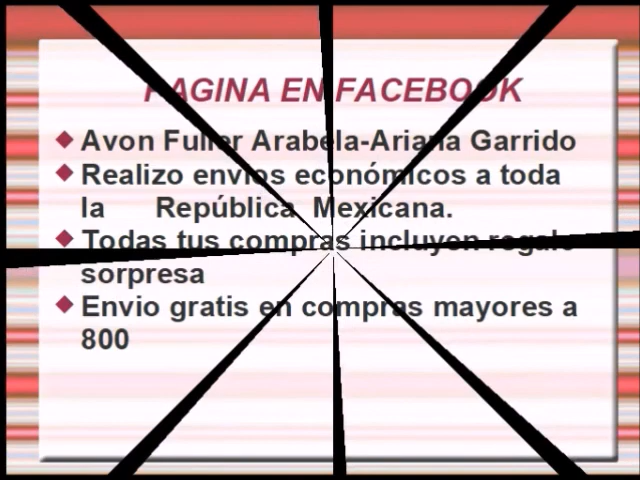 PAGINA EN FACEBOOK
Avon Fuller Arabela-Ariana Garrido
Realizo envios económicos a toda
la República Mexicana.
Todas tus compras incluyen regalo
sorpresa
Envio gratis en compras mayores a
800